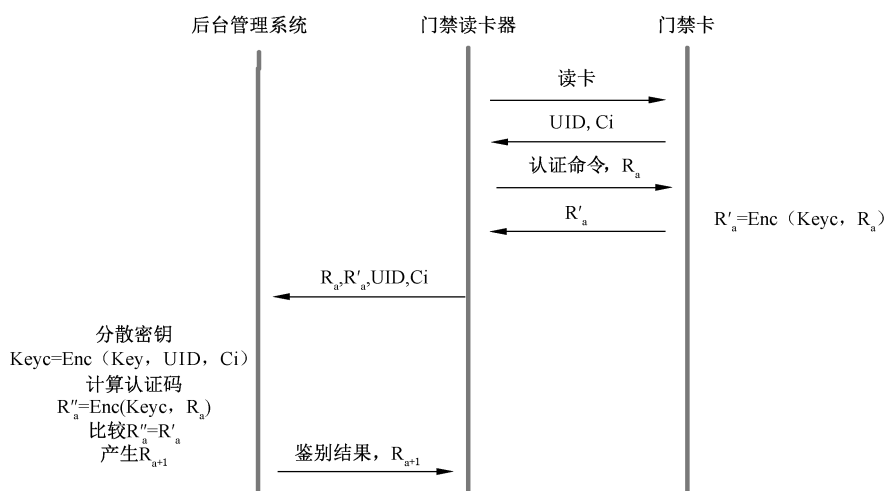 后台管理系统
门禁读卡器
门禁卡
读卡
UID, Ci
认证命令，Ra
R′a
R′a=Enc（Keyc，Ra）
Ra,R′a,UID,Ci
分散密钥
Keyc=Enc（Key，UID，Ci）
计算认证码
R″a=Enc(Keyc，Ra)
比较R″a=R′a
产生Ra+1
鉴别结果，Ra+1